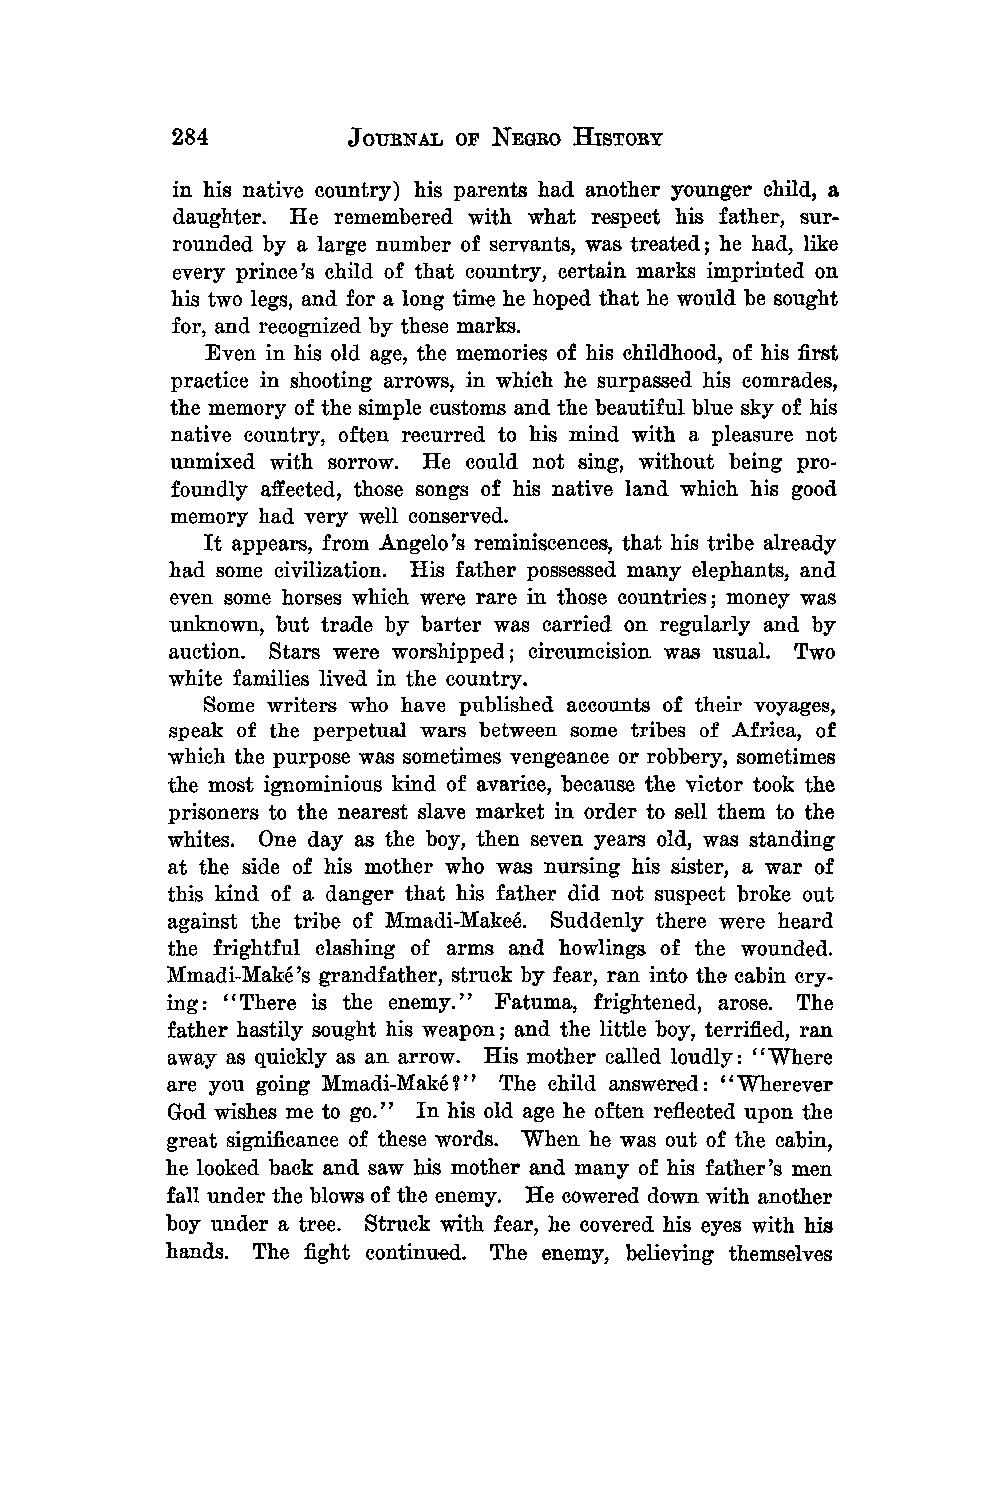 284 JOURNAL OF NEGRO HISTORY
in his native country) his parents had another younger child, a
daughter. He remembered with what respect his father, sur-
rounded by a large number of servants, was treated; he had, like
every prince's child of that country, certain marks imprinted on
his two legs, and for a long time he hoped that he would be sought
for, and recognized by these marks.
Even in his old age, the memories of his childhood, of his first
practice in shooting arrows, in which he surpassed his comrades,
the memory of the simple customs and the beautiful blue sky of his
native country, often recurred to his mind with a pleasure not
unmixed with sorrow. He could not sing, without being pro-
foundly affected, those songs of his native land which his good
memory had very well conserved.
It appears, from Angelo's reminiscences, that his tribe already
had some civilization. His father possessed many elephants, and
even some horses which were rare in those countries; money was
unknown, but trade by barter was carried on regularly and by
auction. Stars were worshipped; circumcision was usual. Two
white families lived in the country.
Some writers who have published accounts of their voyages,
speak of the perpetual wars between some tribes of Africa, of
which the purpose was sometimes vengeance or robbery, sometimes
the most ignominious kind of avarice, because the victor took the
prisoners to the nearest slave market in order to sell them to the
whites. One day as the boy, then seven years old, was standing
at the side of his mother who was nursing his sister, a war of
this kind of a danger that his father did not suspect broke out
against the tribe of Mmadi-Makeé. Suddenly there were heard
the frightful clashing of arms and howlings of the wounded.
Mmadi-Maké's grandfather, struck by fear, ran into the cabin cry-
ing: "There is the enemy." Fatuma, frightened, arose. The
father hastily sought his weapon; and the little boy, terrified, ran
away as quickly as an arrow. His mother called loudly: "Where
are you going Mmadi-Maké?" The child answered: "Wherever
God wishes me to go." In his old age he often reflected upon the
great significance of these words. When he was out of the cabin,
he looked back and saw his mother and many of his father's men
fall under the blows of the enemy. He cowered down with another
boy under a tree. Struck with fear, he covered his eyes with his
hands. The fight continued. The enemy, believing themselves